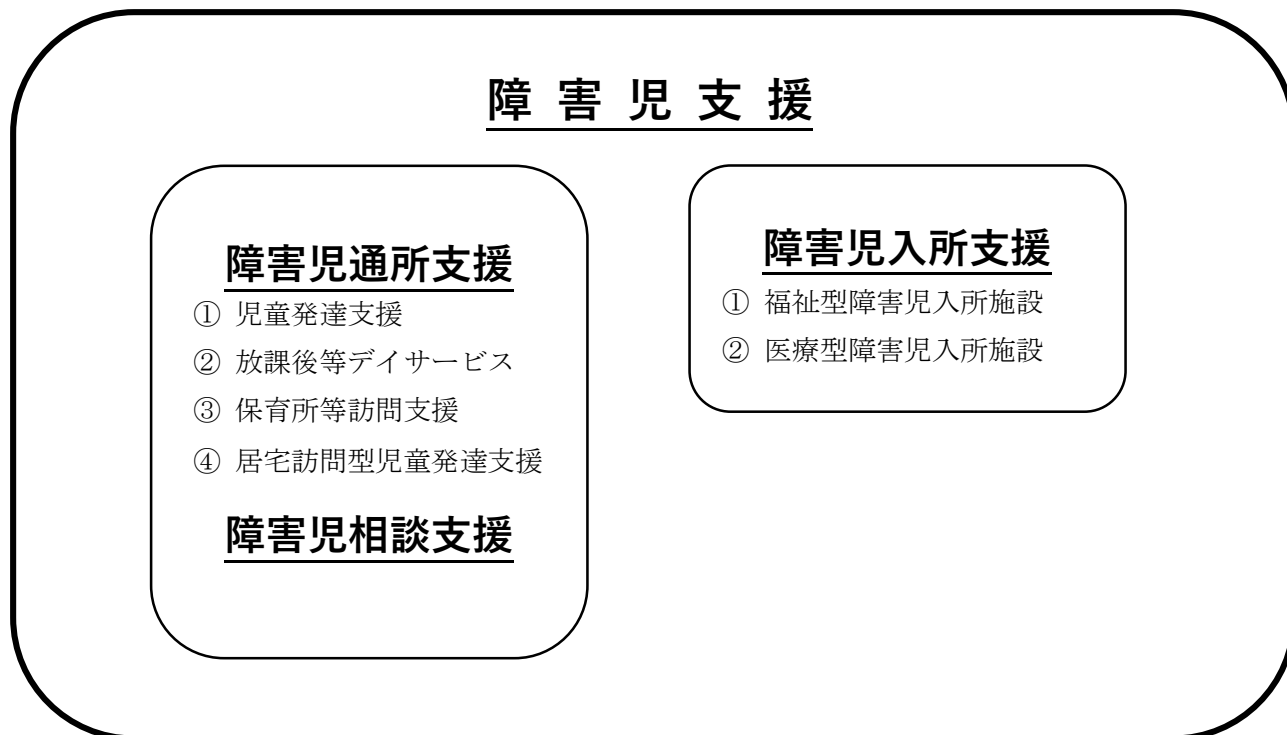 障 害 児 支 援
障害児通所支援
① 児童発達支援
② 放課後等デイサービス
③ 保育所等訪問支援
④ 居宅訪問型児童発達支援
障害児相談支援
障害児入所支援
① 福祉型障害児入所施設
② 医療型障害児入所施設